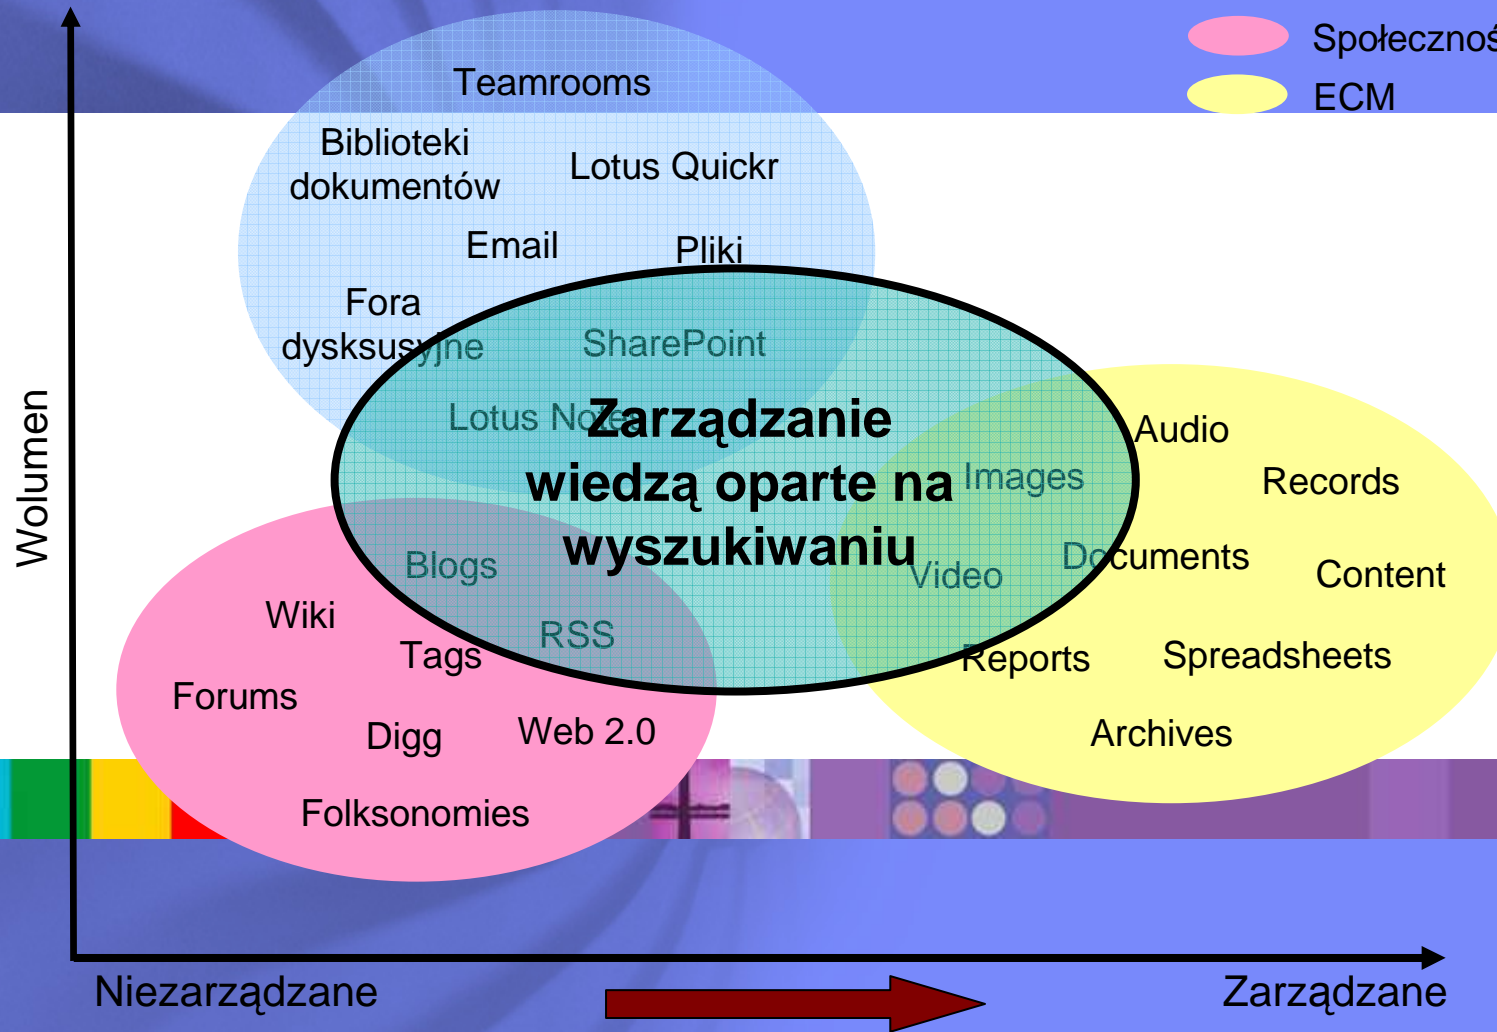 Społecznoś
ECM
Teamrooms
Biblioteki
dokumentów
Lotus Quickr
Email
Pliki
Fora
dysksusyjne
SharePoint
Lotus Notes
Zarządzanie
wiedzą oparte na
wyszukiwaniu
Images
Video
Audio
Records
Documents
Content
Reports
Spreadsheets
Archives
Blogs
RSS
Wiki
Tags
Forums
Digg
Web 2.0
Folksonomies
Wolumen
Niezarządzane
Zarządzane